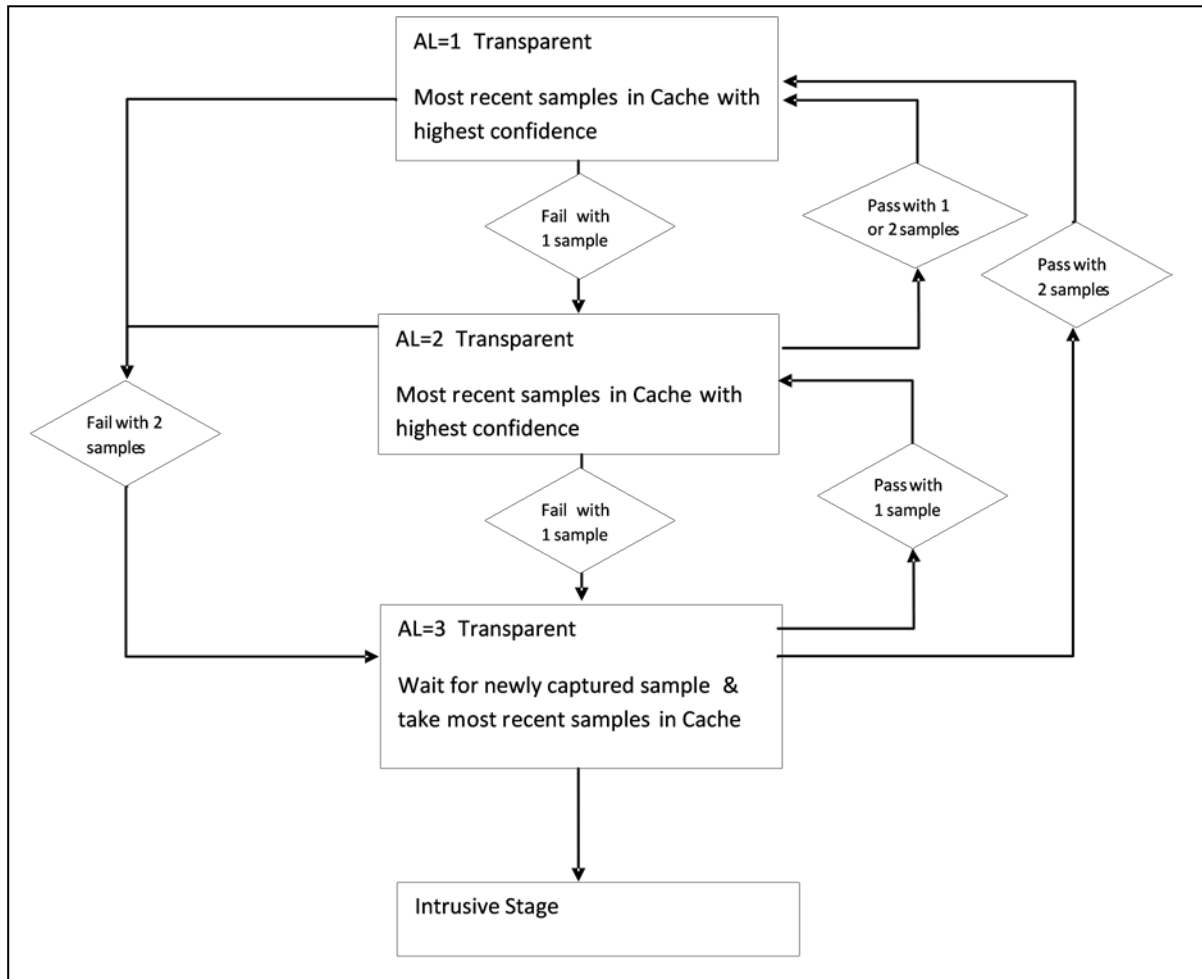 AL=1 Transparent
Most recent samples in Cache with
highest confidence
Fail with
1 sample
Pass with 1
or 2 samples
Pass with
2 samples
AL=2 Transparent
Most recent samples in Cache with
highest confidence
Fail with 2
samples
Fail with
1 sample
Pass with
1 sample
AL=3 Transparent
Wait for newly captured sample &
take most recent samples in Cache
Intrusive Stage